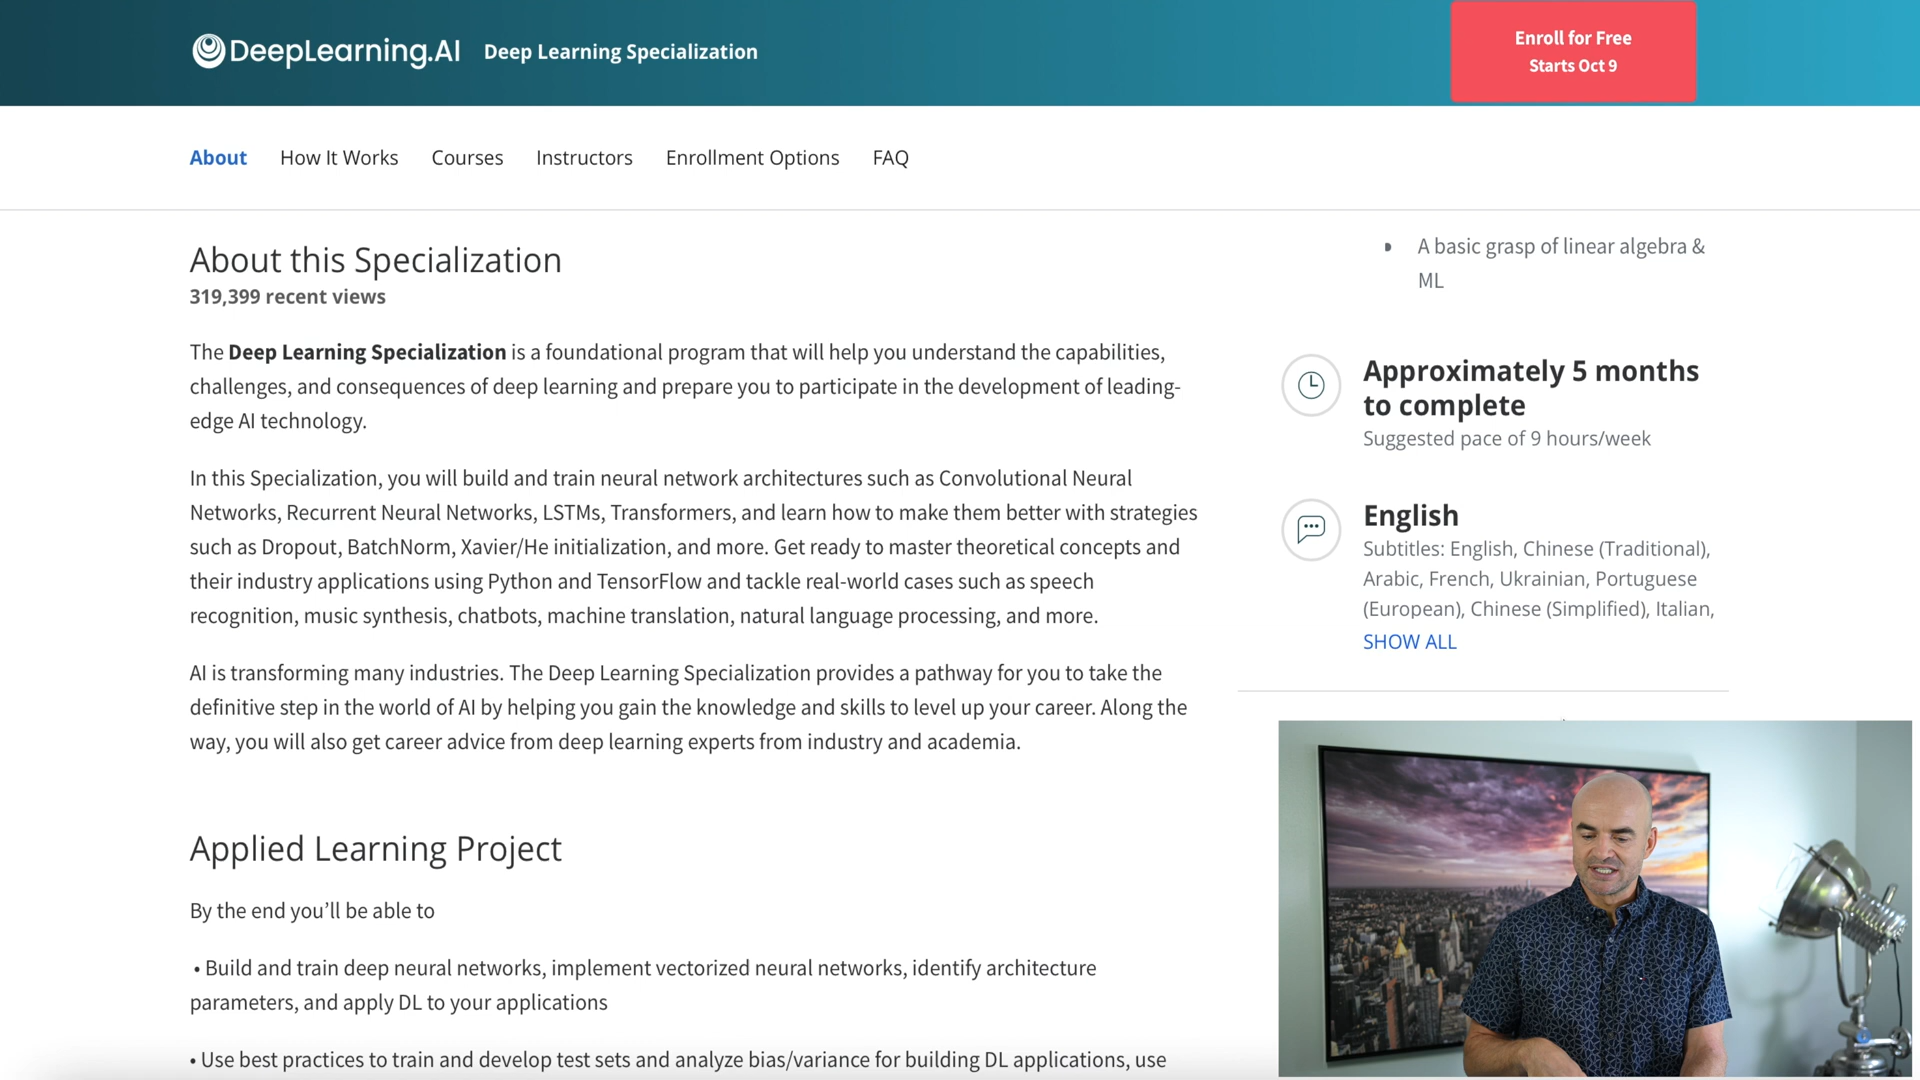 DeepLearning.AI
Deep Learning Specialization
Enroll for Free
Starts Oct 9
About
How It Works
Courses
Instructors
Enrollment Options
FAQ
About this Specialization
319,399 recent views
The Deep Learning Specialization is a foundational program that will help you understand the capabilities,
challenges, and consequences of deep learning and prepare you to participate in the development of leading-
edge AI technology.
In this Specialization, you will build and train neural network architectures such as Convolutional Neural
Networks, Recurrent Neural Networks, LSTMs, Transformers, and learn how to make them better with strategies
such as Dropout, BatchNorm, Xavier/He initialization, and more. Get ready to master theoretical concepts and
their industry applications using Python and TensorFlow and tackle real-world cases such as speech
recognition, music synthesis, chatbots, machine translation, natural language processing, and more.
AI is transforming many industries. The Deep Learning Specialization provides a pathway for you to take the
definitive step in the world of AI by helping you gain the knowledge and skills to level up your career. Along the
way, you will also get career advice from deep learning experts from industry and academia.
Applied Learning Project
By the end you’ll be able to
• Build and train deep neural networks, implement vectorized neural networks, identify architecture
parameters, and apply DL to your applications
• Use best practices to train and develop test sets and analyze bias/variance for building DL applications, use
A basic grasp of linear algebra &
ML
Approximately 5 months
to complete
Suggested pace of 9 hours/week
English
Subtitles: English, Chinese (Traditional),
Arabic, French, Ukrainian, Portuguese
(European), Chinese (Simplified), Italian,
SHOW ALL